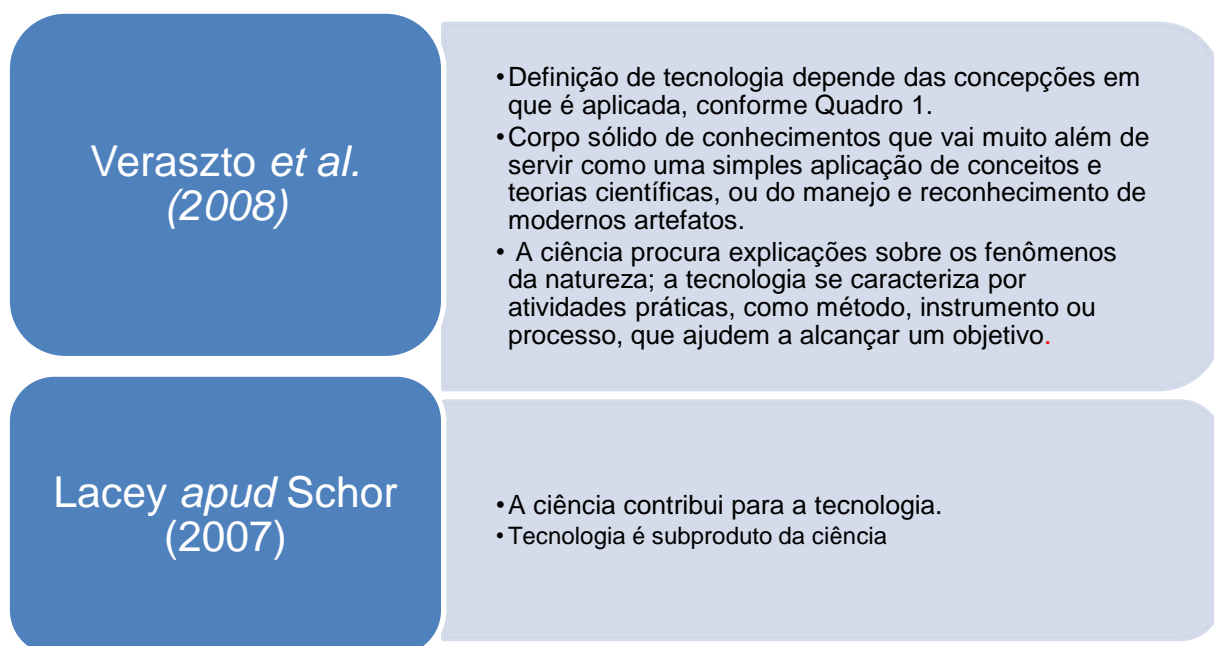 Veraszto et al.
(2008)
•Definição de tecnologia depende das concepções em
que é aplicada, conforme Quadro 1.
•Corpo sólido de conhecimentos que vai muito além de
servir como uma simples aplicação de conceitos e
teorias científicas, ou do manejo e reconhecimento de
modernos artefatos.
• A ciência procura explicações sobre os fenômenos
da natureza; a tecnologia se caracteriza por
atividades práticas, como método, instrumento ou
processo, que ajudem a alcançar um objetivo.
Lacey apud Schor
(2007)
•A ciência contribui para a tecnologia.
•Tecnologia é subproduto da ciência